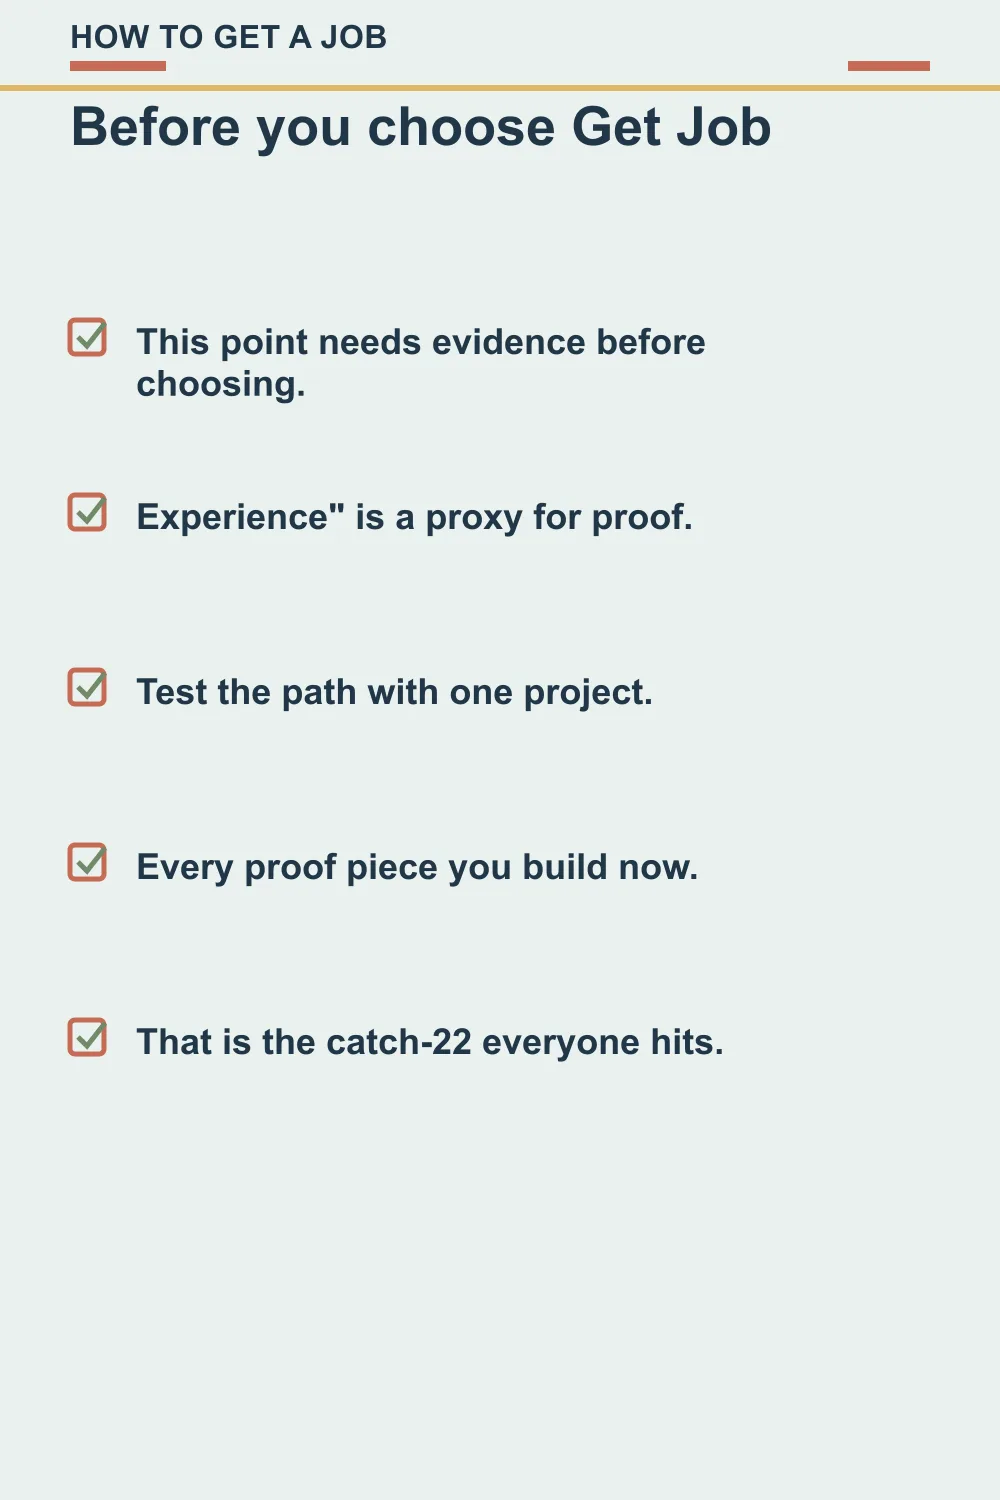 HOW TO GET A JOB
Before you choose Get Job
This point needs evidence before
choosing.
Experience" is a proxy for proof.
Test the path with one project.
Every proof piece you build now.
That is the catch-22 everyone hits.